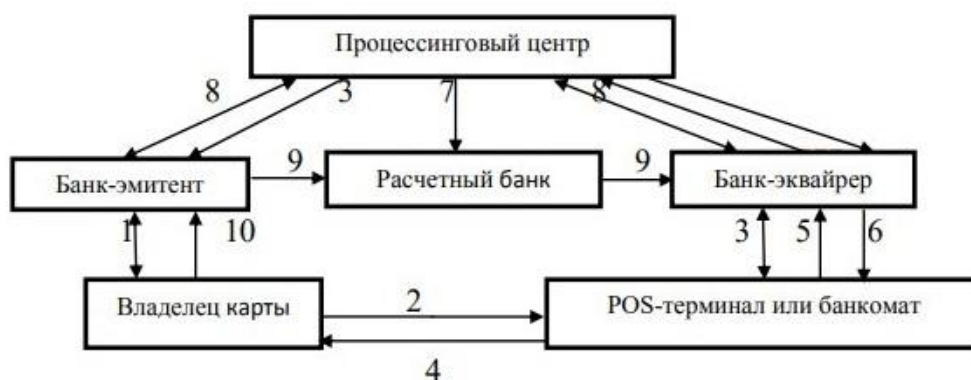 Процессинговый центр
8 3 7 8
Банк-эмитент
9
Расчетный банк
9
Банк-эквайрер
1 10 3 5 6
Владелец карты
2
POS-терминал или банкомат
4